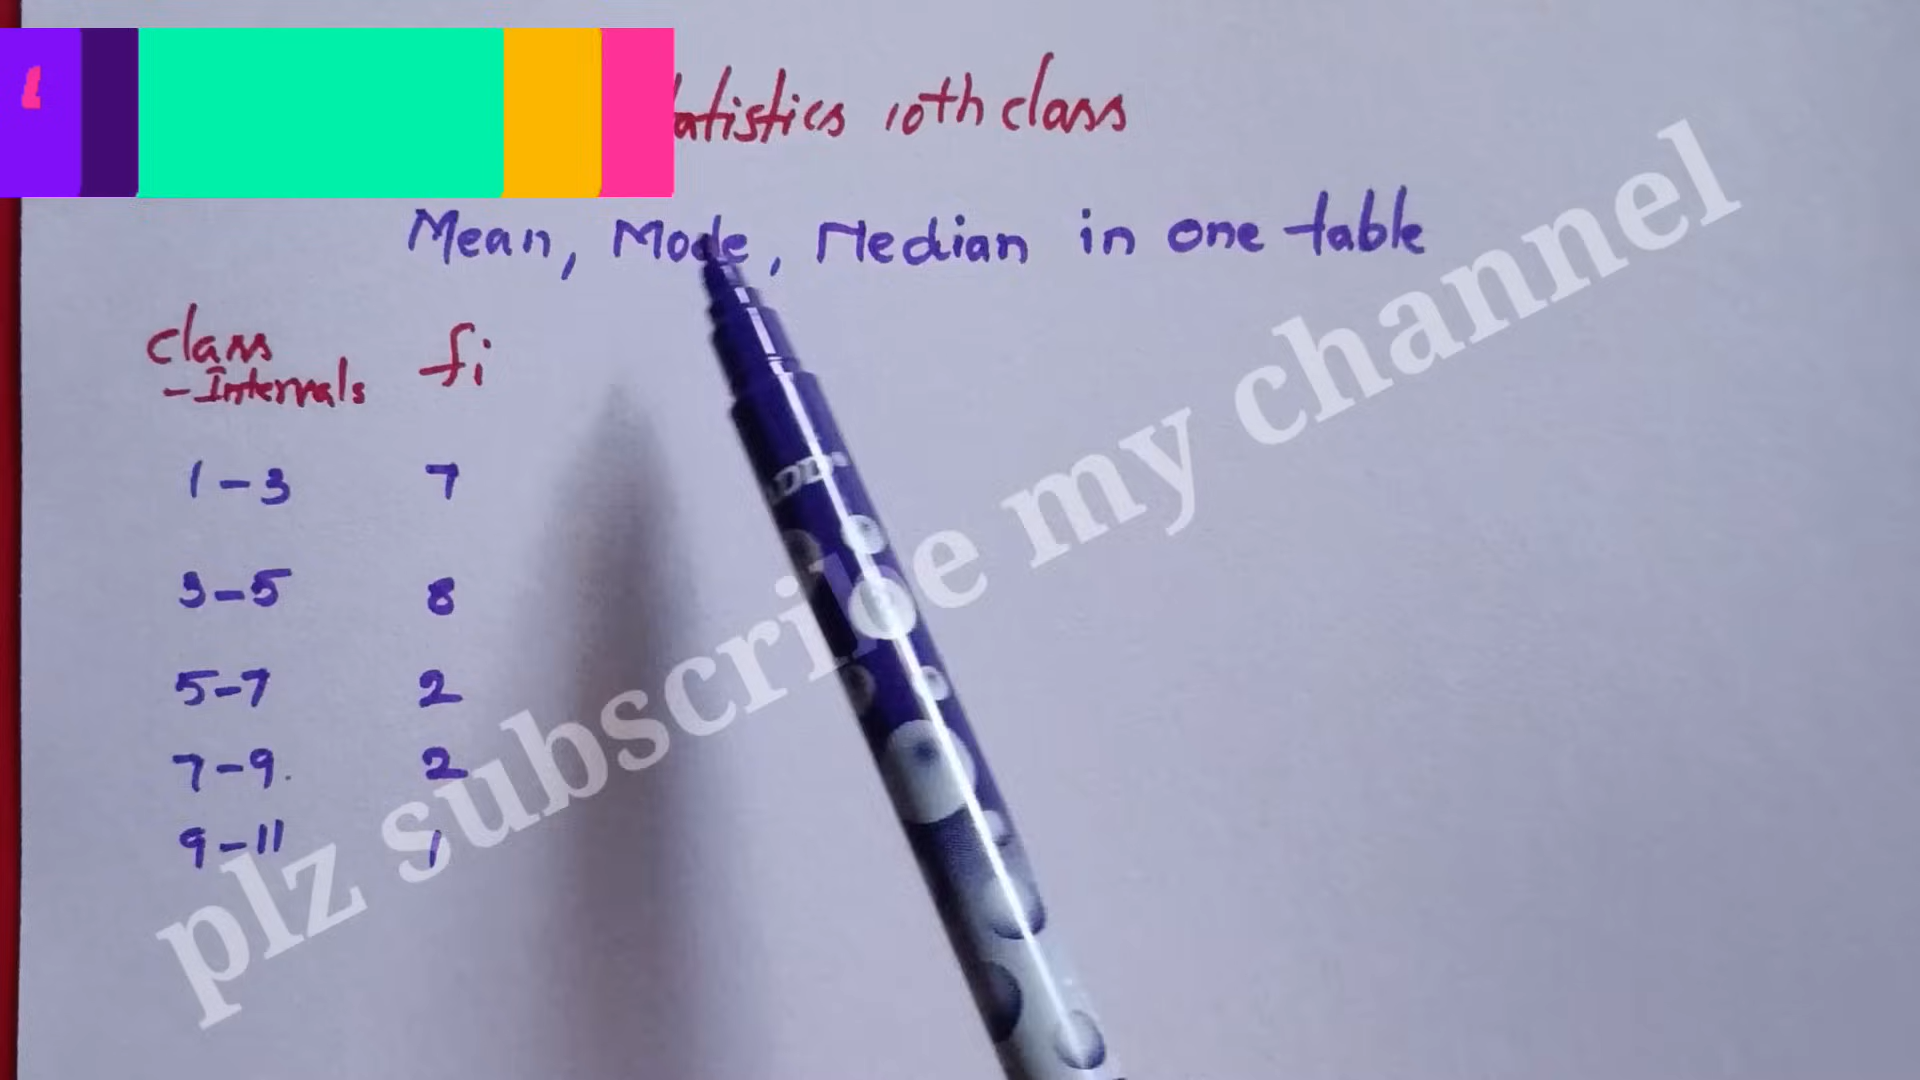 atistics 10th class
Mean, Mode, Median in one table
class
-Intervals fi
1-3 7
3-5 8
5-7 2
7-9 2
9-11 1
plz subscribe my channel